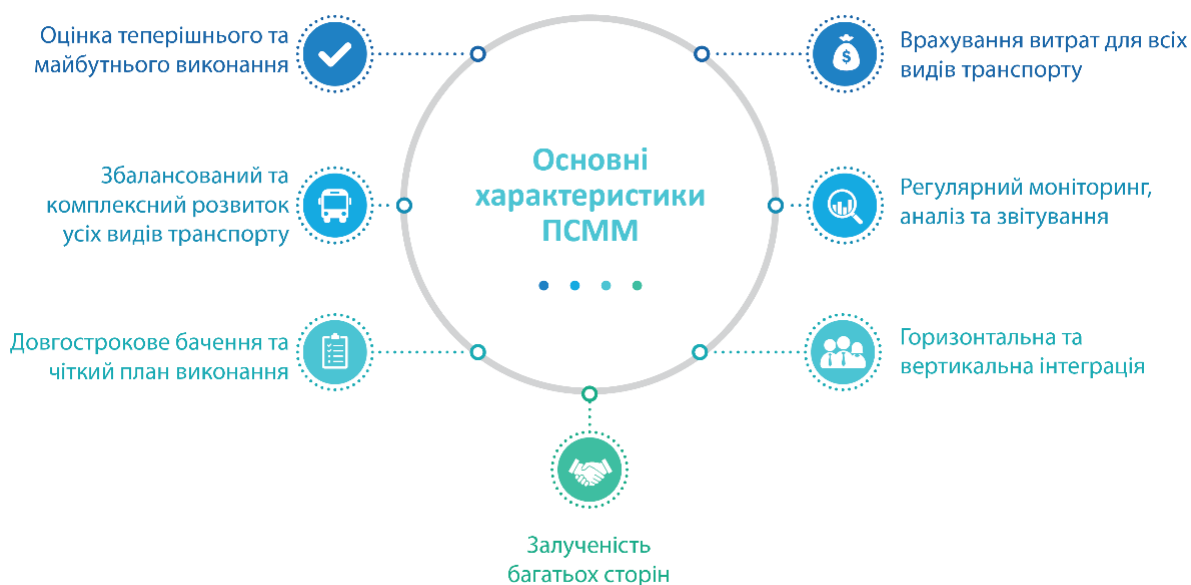 Оцінка теперішнього та
майбутнього виконання
Збалансований та
комплексний розвиток
усіх видів транспорту
Довгострокове бачення та
чіткий план виконання
Основні
характеристики
ПСММ
Врахування витрат для всіх
видів транспорту
Регулярний моніторинг,
аналіз та звітування
Горизонтальна та
вертикальна інтеграція
Залученість
багатьох сторін